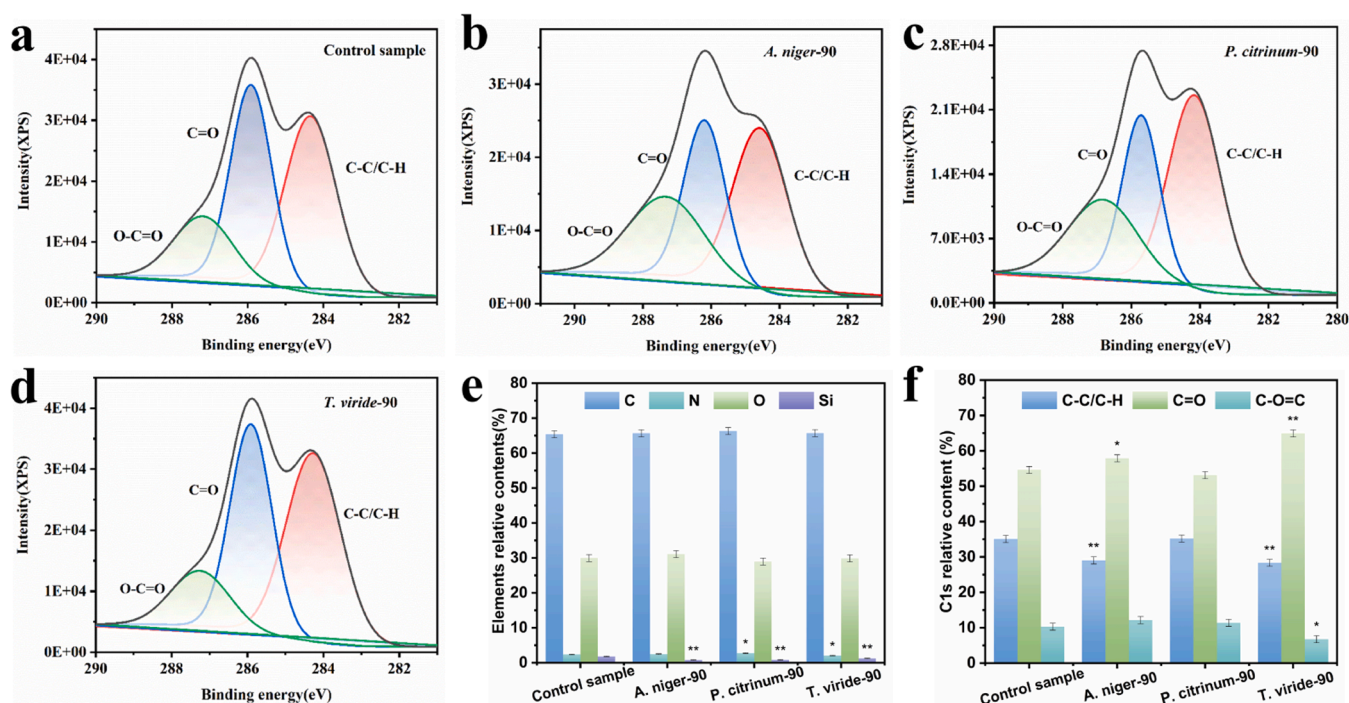 a
Control sample
C=O
C-C/C-H
O-C=O
Intensity(XPS)
4E+04
3E+04
2E+04
1E+04
0E+00
290 288 286 284 282
Binding energy(eV)
b
A. niger-90
C=O
C-C/C-H
O-C=O
Intensity(XPS)
3E+04
2E+04
1E+04
0E+00
290 288 286 284 282
Binding energy(eV)
c
P. citrinum-90
C=O
C-C/C-H
O-C=O
Intensity(XPS)
2.8E+04
2.1E+04
1.4E+04
7.0E+03
0.0E+00
290 288 286 284 282 280
Binding energy(eV)
d
T. viride-90
C=O
C-C/C-H
O-C=O
Intensity(XPS)
4E+04
3E+04
2E+04
1E+04
0E+00
290 288 286 284 282
Binding energy(eV)
e
C N O Si
Elements relative contents(%)
80
70
60
50
40
30
20
10
0
** * ** * **
Control sample A. niger-90 P. citrinum-90 T. viride-90
f
C-C/C-H C=O C-O=C
C1s relative content (%)
80
70
60
50
40
30
20
10
0
** * ** ** *
Control sample A. niger-90 P. citrinum-90 T. viride-90